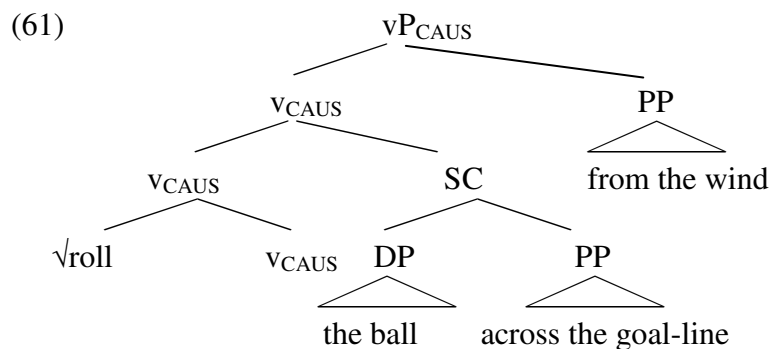 (61) vP_CAUS
v_CAUS PP
v_CAUS SC from the wind
√roll v_CAUS DP PP
the ball across the goal-line